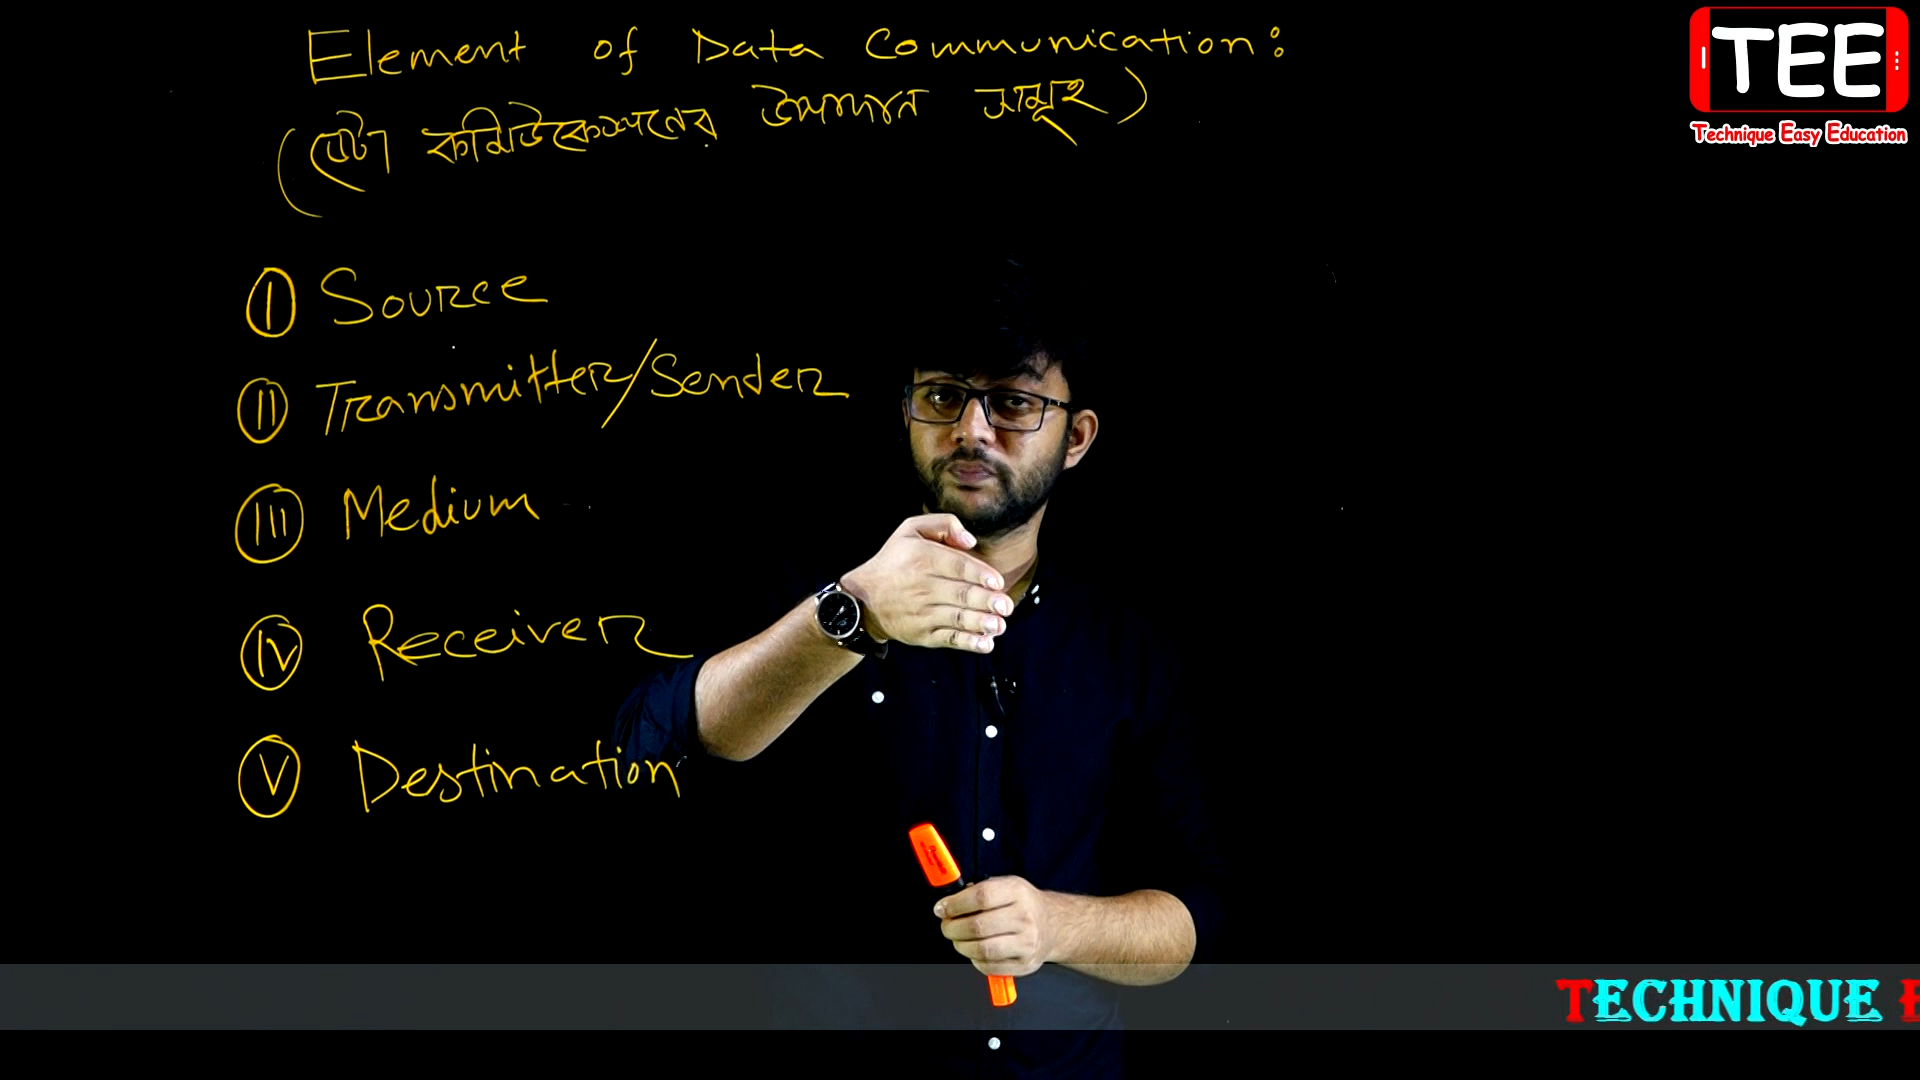 Element of Data Communication:
(ডেটা কমিউনিকেশনের উপাদান সমূহ)
TEE
Technique Easy Education
I Source
II Transmitter/Sender
III Medium
IV Receiver
V Destination
TECHNIQUE E